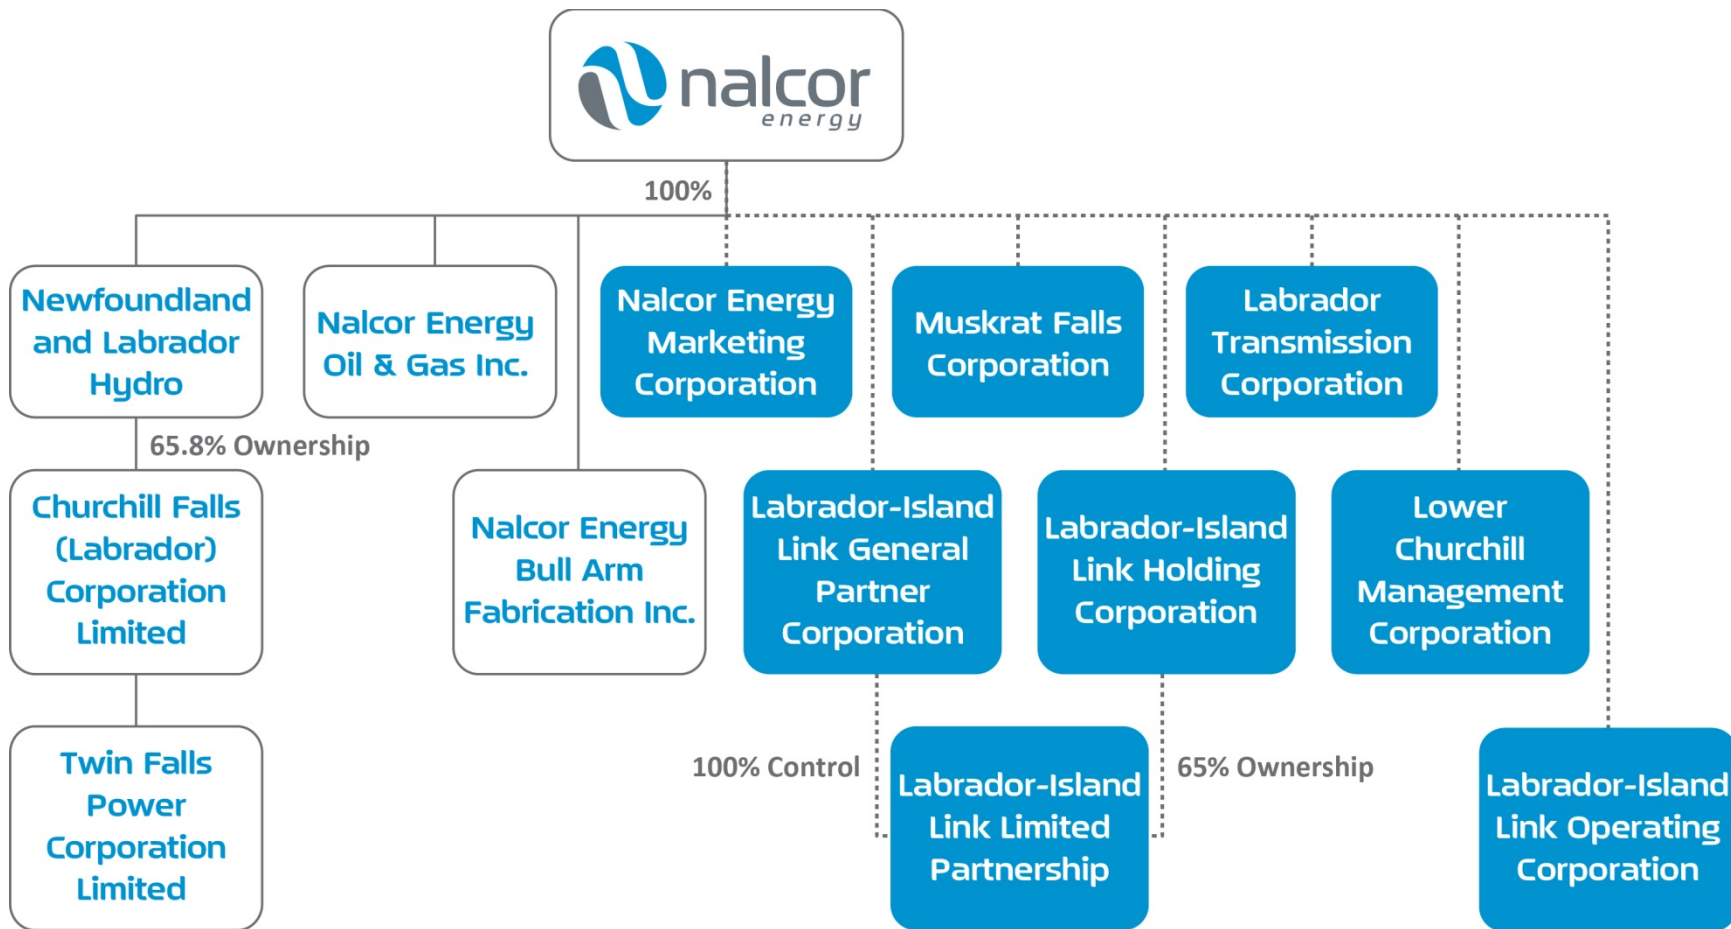 nalcor
energy
100%
Newfoundland
and Labrador
Hydro
Nalcor Energy
Oil & Gas Inc.
Nalcor Energy
Marketing
Corporation
Muskrat Falls
Corporation
Labrador
Transmission
Corporation
65.8% Ownership
Churchill Falls
(Labrador)
Corporation
Limited
Nalcor Energy
Bull Arm
Fabrication Inc.
Labrador-Island
Link General
Partner
Corporation
Labrador-Island
Link Holding
Corporation
Lower
Churchill
Management
Corporation
Twin Falls
Power
Corporation
Limited
100% Control
Labrador-Island
Link Limited
Partnership
65% Ownership
Labrador-Island
Link Operating
Corporation